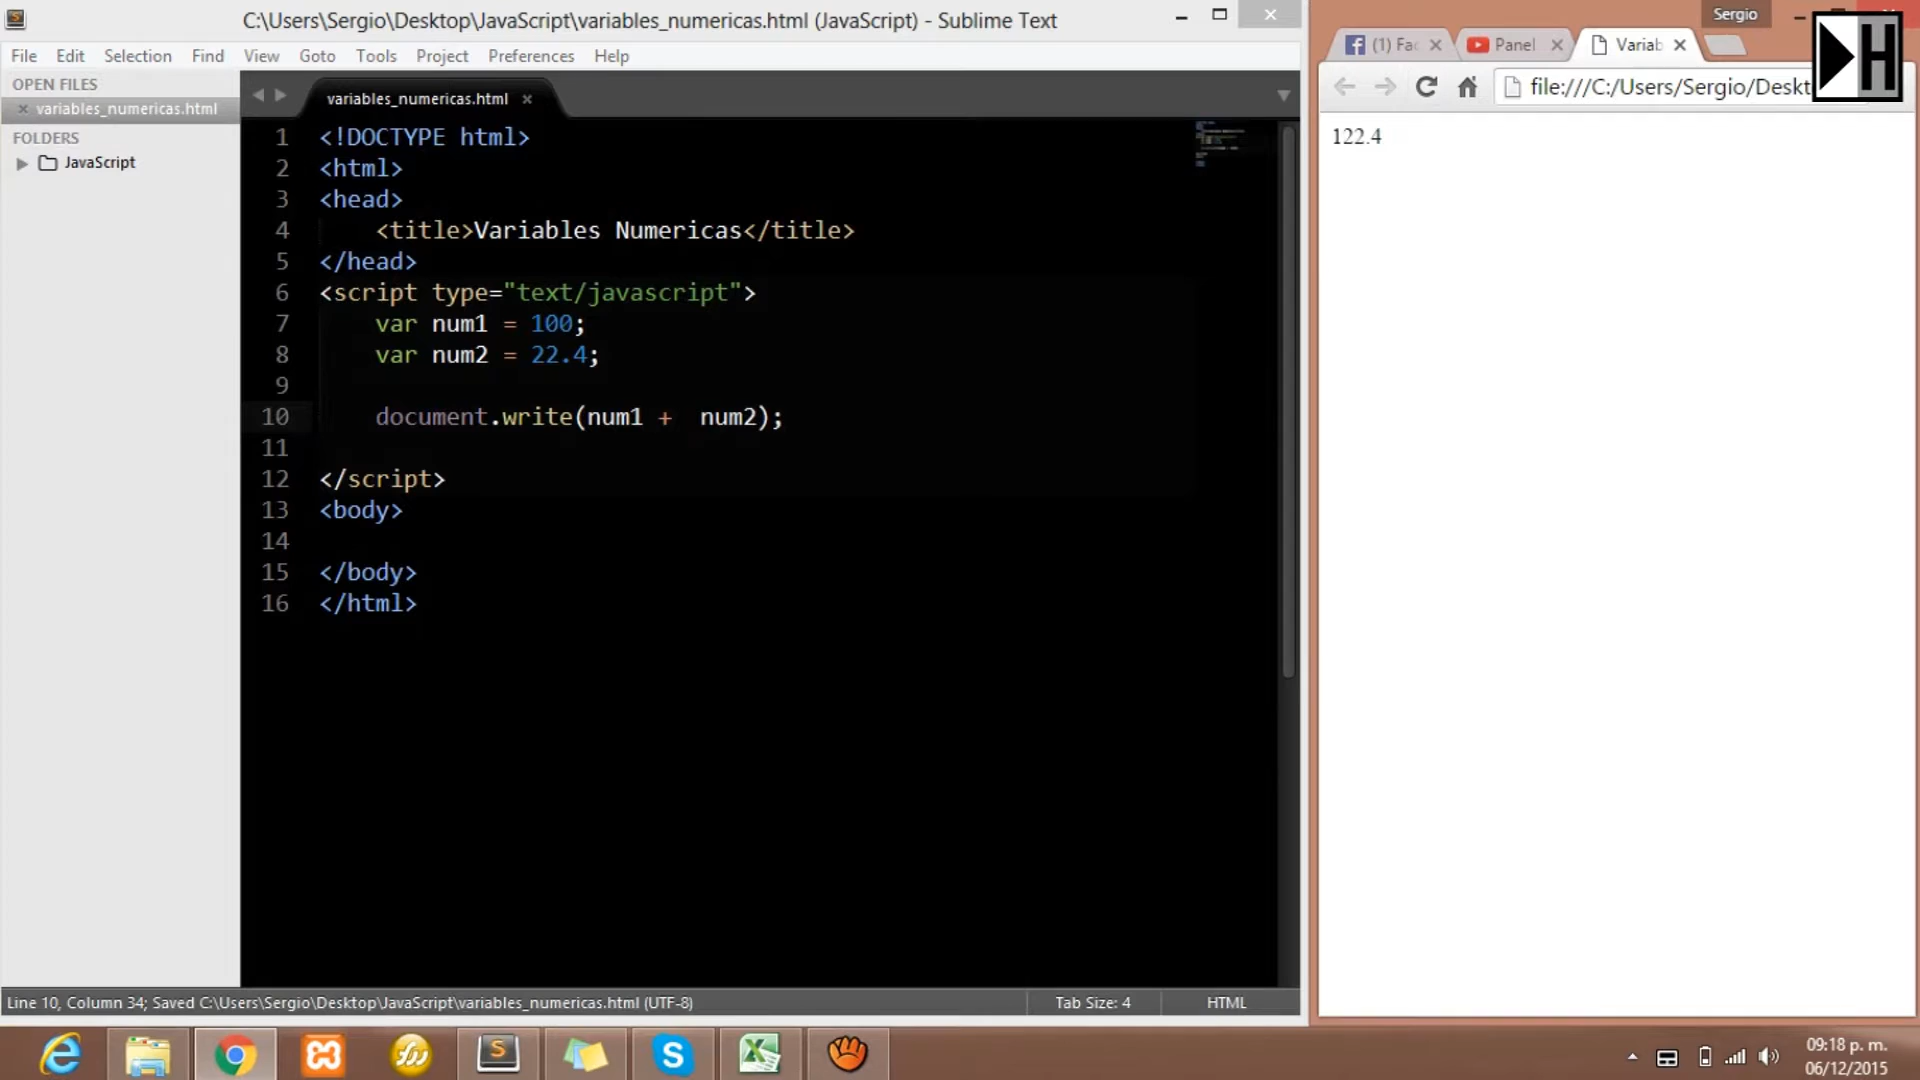 C:\Users\Sergio\Desktop\JavaScript\variables_numericas.html (JavaScript) - Sublime Text
File Edit Selection Find View Goto Tools Project Preferences Help
OPEN FILES
variables_numericas.html
FOLDERS
JavaScript
variables_numericas.html
1 <!DOCTYPE html>
2 <html>
3 <head>
4 <title>Variables Numericas</title>
5 </head>
6 <script type="text/javascript">
7 var num1 = 100;
8 var num2 = 22.4;
9
10 document.write(num1 +  num2);
11
12 </script>
13 <body>
14
15 </body>
16 </html>
Line 10, Column 34; Saved C:\Users\Sergio\Desktop\JavaScript\variables_numericas.html (UTF-8)
Tab Size: 4
HTML
Sergio
(1) Fac
Panel
Variab
file:///C:/Users/Sergio/Deskt
H
122.4
09:18 p. m.
06/12/2015